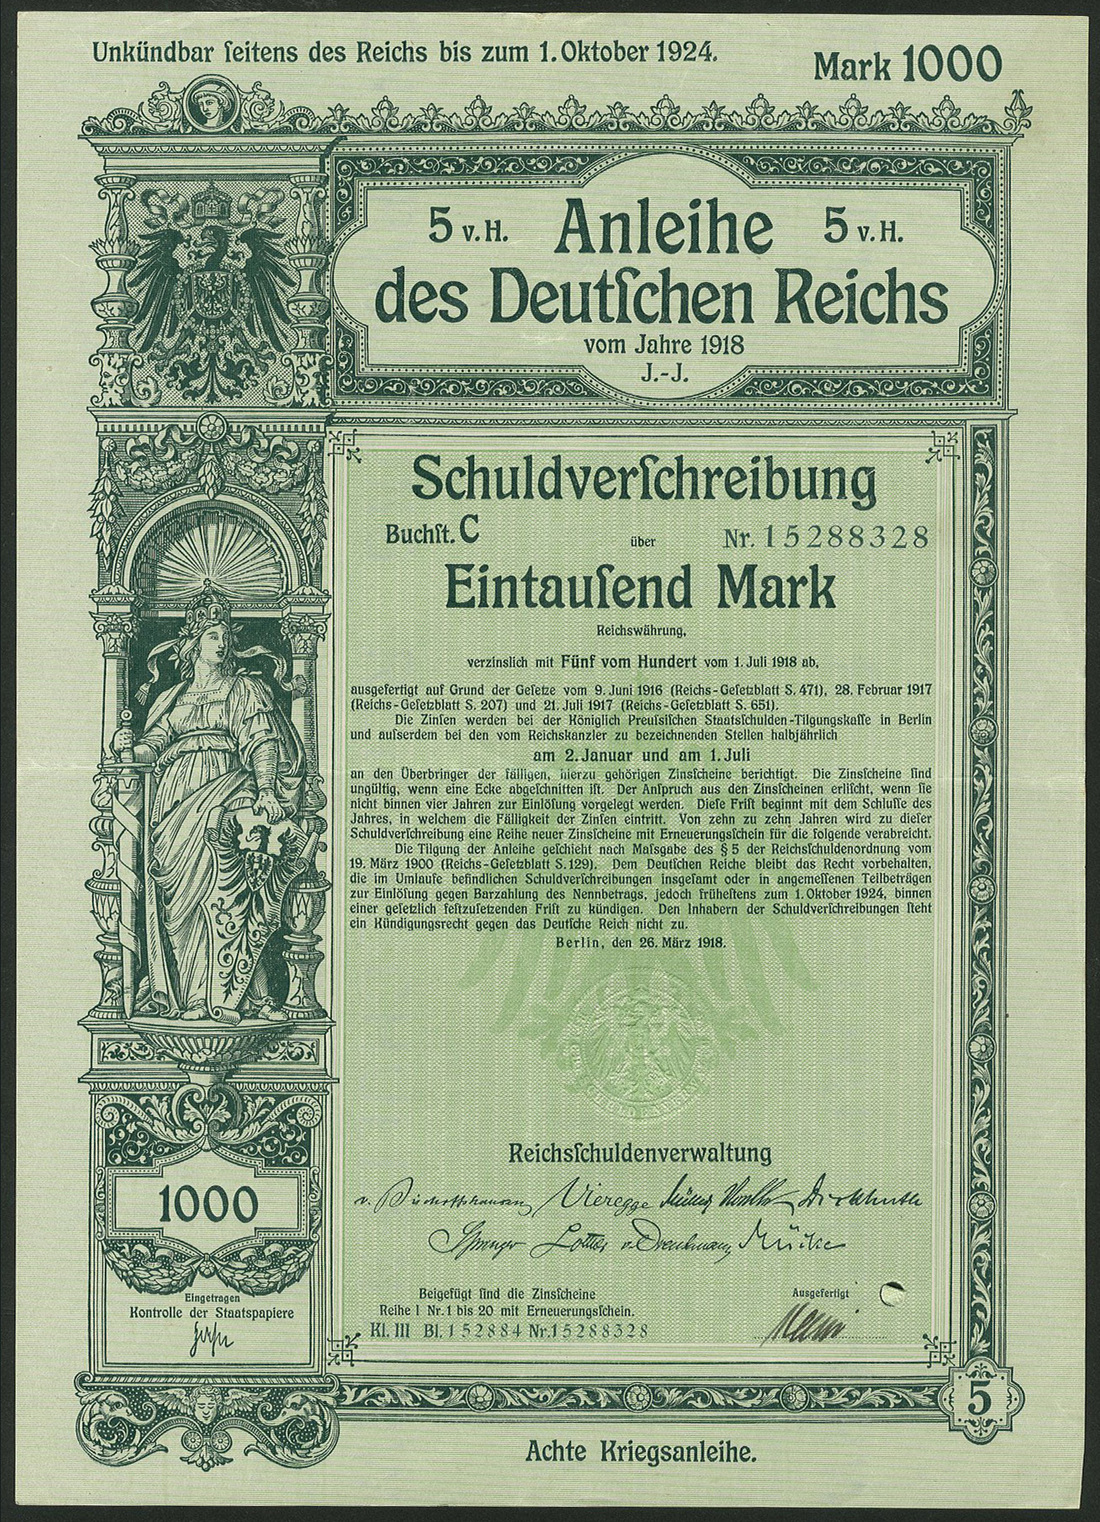 Unkündbar ſeitens des Reichs bis zum 1. Oktober 1924.
Mark 1000
5 v. H. Anleihe 5 v. H.
des Deutſchen Reichs
vom Jahre 1918
J.-J.
Schuldverſchreibung
Buchſt. C über Nr. 15288328
Eintauſend Mark
Reichswährung,
verzinslich mit Fünf vom Hundert vom 1. Juli 1918 ab,
ausgefertigt auf Grund der Geſetze vom 9. Juni 1916 (Reichs-Geſetzblatt S. 471), 28. Februar 1917
(Reichs-Geſetzblatt S. 207) und 21. Juli 1917 (Reichs-Geſetzblatt S. 651).
Die Zinſen werden bei der Königlich Preuſsiſchen Staatsſchulden-Tilgungskaſſe in Berlin
und auſserdem bei den vom Reichskanzler zu bezeichnenden Stellen halbjährlich
am 2. Januar und am 1. Juli
an den Überbringer der fälligen, hierzu gehörigen Zinsſcheine berichtigt. Die Zinsſcheine ſind
ungültig, wenn eine Ecke abgeſchnitten iſt. Der Anſpruch aus den Zinsſcheinen erliſcht, wenn ſie
nicht binnen vier Jahren zur Einlöſung vorgelegt werden. Dieſe Friſt beginnt mit dem Schluſſe des
Jahres, in welchem die Fälligkeit der Zinſen eintritt. Von zehn zu zehn Jahren wird zu dieſer
Schuldverſchreibung eine Reihe neuer Zinsſcheine mit Erneuerungsſchein für die folgende verabreicht.
Die Tilgung der Anleihe geſchieht nach Maſsgabe des § 5 der Reichsſchuldenordnung vom
19. März 1900 (Reichs-Geſetzblatt S. 129). Dem Deutſchen Reiche bleibt das Recht vorbehalten,
die im Umlaufe befindlichen Schuldverſchreibungen insgeſamt oder in angemeſſenen Teilbeträgen
zur Einlöſung gegen Barzahlung des Nennbetrags, jedoch früheſtens zum 1. Oktober 1924, binnen
einer geſetzlich feſtzuſetzenden Friſt zu kündigen. Den Inhabern der Schuldverſchreibungen ſteht
ein Kündigungsrecht gegen das Deutſche Reich nicht zu.
Berlin, den 26. März 1918.
Reichsſchuldenverwaltung
v. Bischoffshausen Vieregge Dickhuth
Springer Lottner Mücke
1000
Eingetragen
Kontrolle der Staatspapiere
Beigefügt ſind die Zinsſcheine
Reihe I Nr. 1 bis 20 mit Erneuerungsſchein.
Kl. III Bl. 152884 Nr. 15288328
Ausgefertigt
5
Achte Kriegsanleihe.